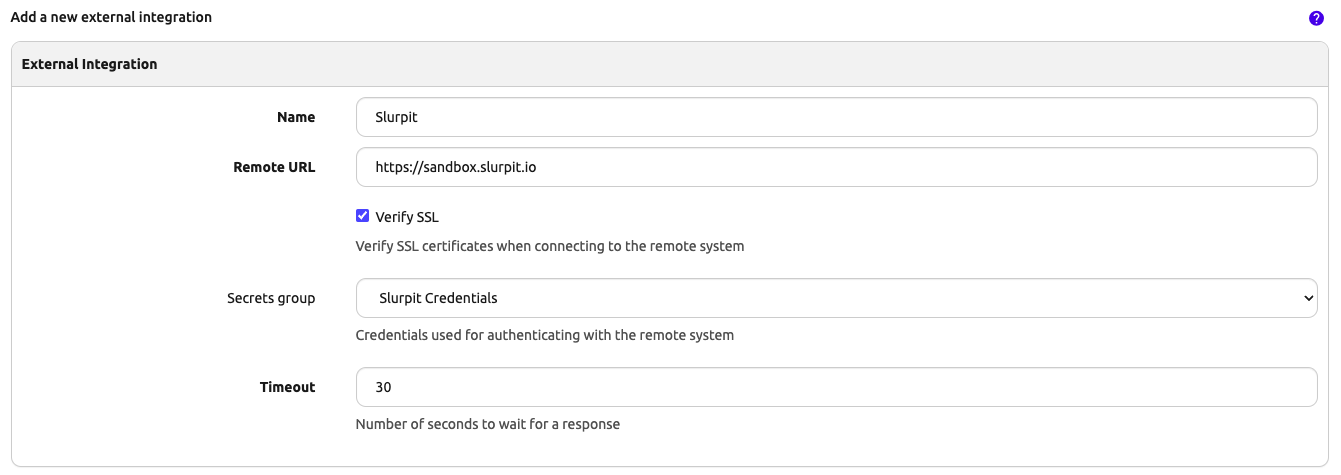 Add a new external integration
?
External Integration
Name
Slurpit
Remote URL
https://sandbox.slurpit.io
Verify SSL
Verify SSL certificates when connecting to the remote system
Secrets group
Slurpit Credentials
Credentials used for authenticating with the remote system
Timeout
30
Number of seconds to wait for a response